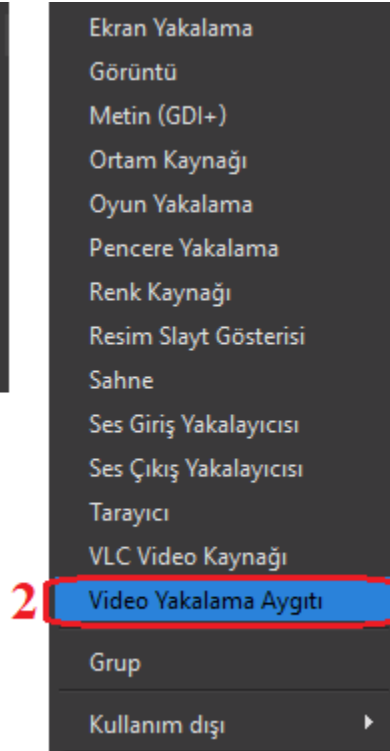 Ekran Yakalama
Görüntü
Metin (GDI+)
Ortam Kaynağı
Oyun Yakalama
Pencere Yakalama
Renk Kaynağı
Resim Slayt Gösterisi
Sahne
Ses Giriş Yakalayıcısı
Ses Çıkış Yakalayıcısı
Tarayıcı
VLC Video Kaynağı
2 Video Yakalama Aygıtı
Grup
Kullanım dışı